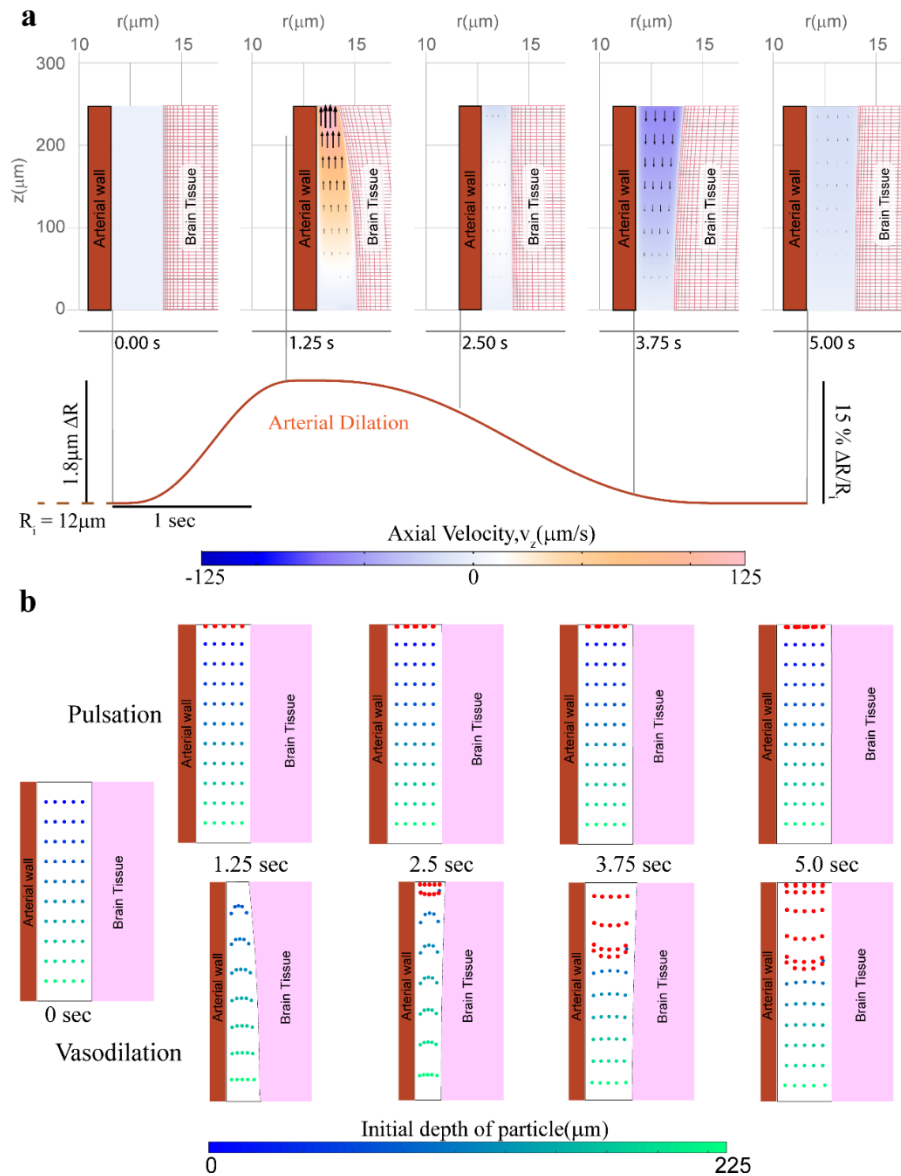 a
r(μm) r(μm) r(μm) r(μm) r(μm)
10 15 10 15 10 15 10 15 10 15
300
200
100
0
z(μm)
Arterial wall Brain Tissue Arterial wall Brain Tissue Arterial wall Brain Tissue Arterial wall Brain Tissue Arterial wall Brain Tissue
0.00 s 1.25 s 2.50 s 3.75 s 5.00 s
1.8μm ΔR
Arterial Dilation
15 % ΔR/Ri
Ri = 12μm
1 sec
Axial Velocity,vz(μm/s)
-125 0 125
b
Pulsation
Arterial wall Brain Tissue Arterial wall Brain Tissue Arterial wall Brain Tissue Arterial wall Brain Tissue
Arterial wall Brain Tissue
1.25 sec 2.5 sec 3.75 sec 5.0 sec
Arterial wall Brain Tissue Arterial wall Brain Tissue Arterial wall Brain Tissue Arterial wall Brain Tissue
0 sec
Vasodilation
Initial depth of particle(μm)
0 225